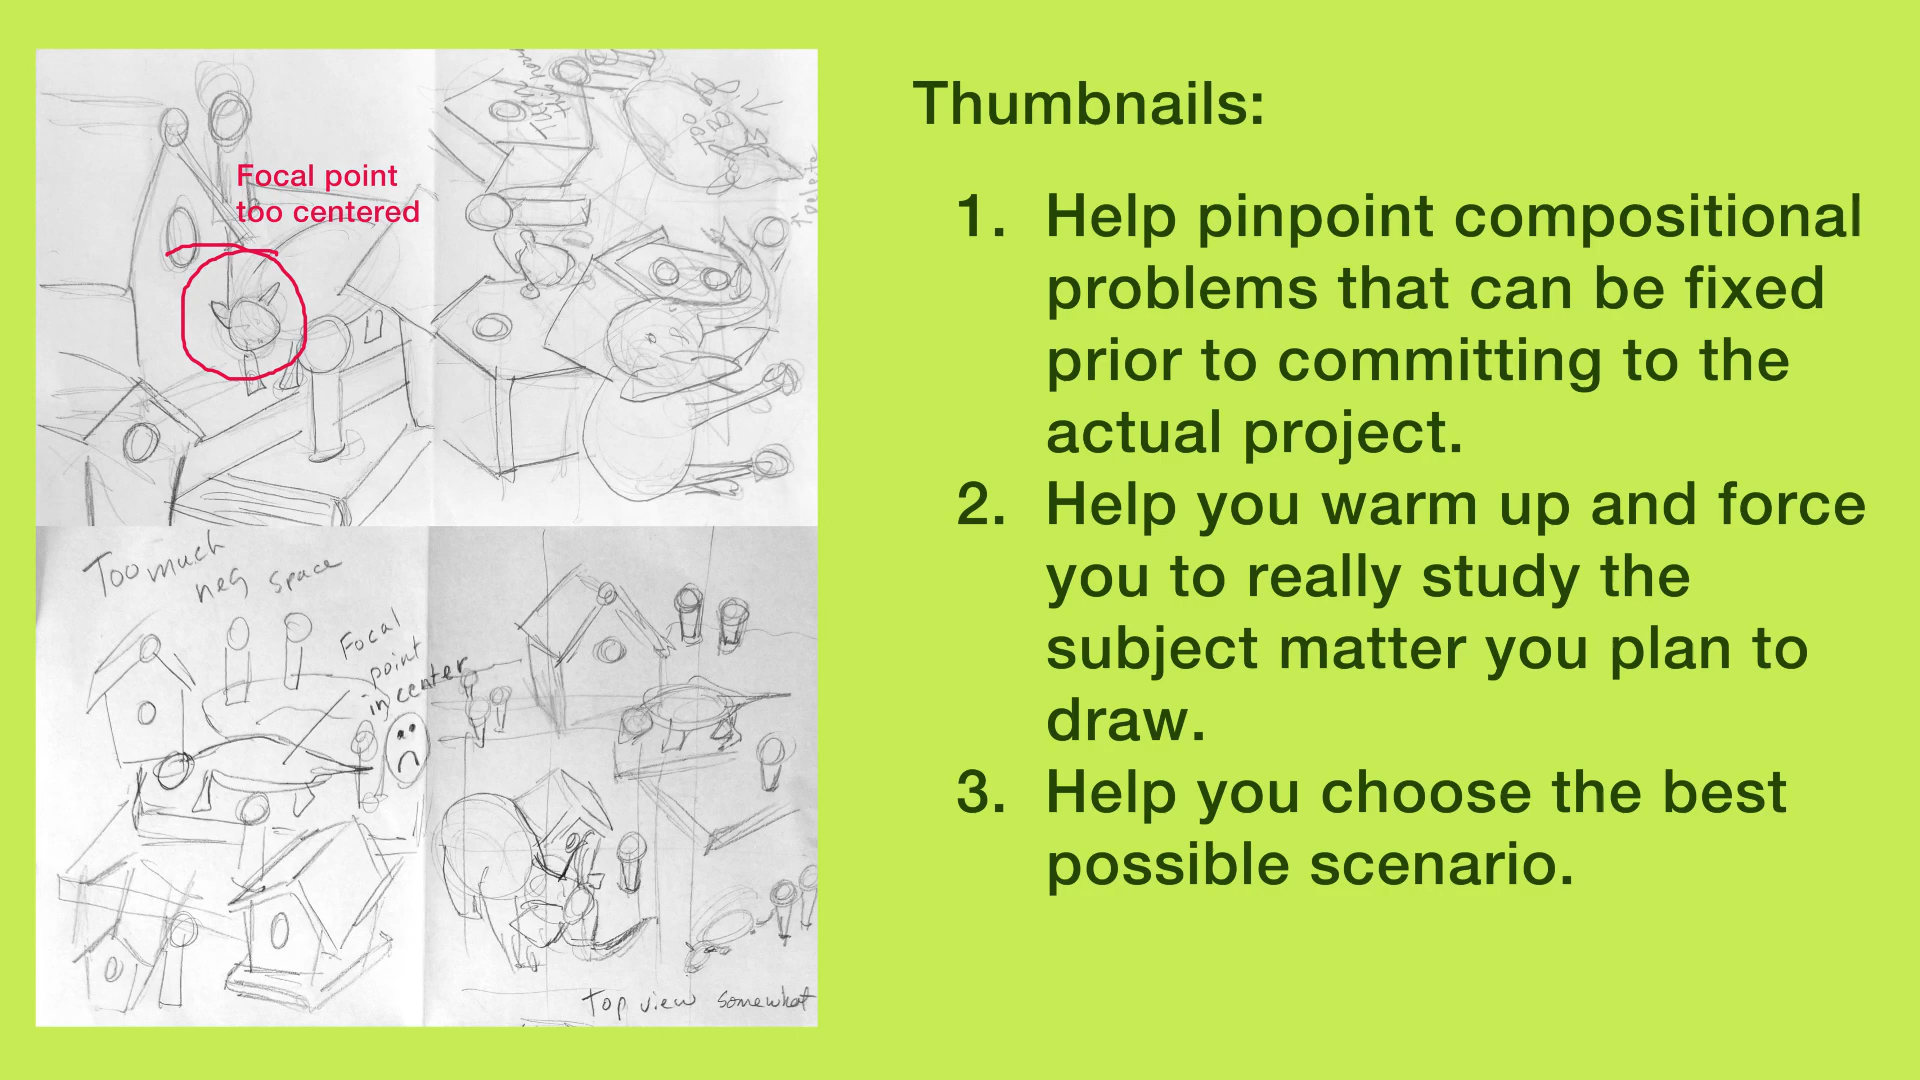 Focal point
too centered
Too much
neg space
Focal
point
in center
Top view somewhat
Thumbnails:
1. Help pinpoint compositional
problems that can be fixed
prior to committing to the
actual project.
2. Help you warm up and force
you to really study the
subject matter you plan to
draw.
3. Help you choose the best
possible scenario.